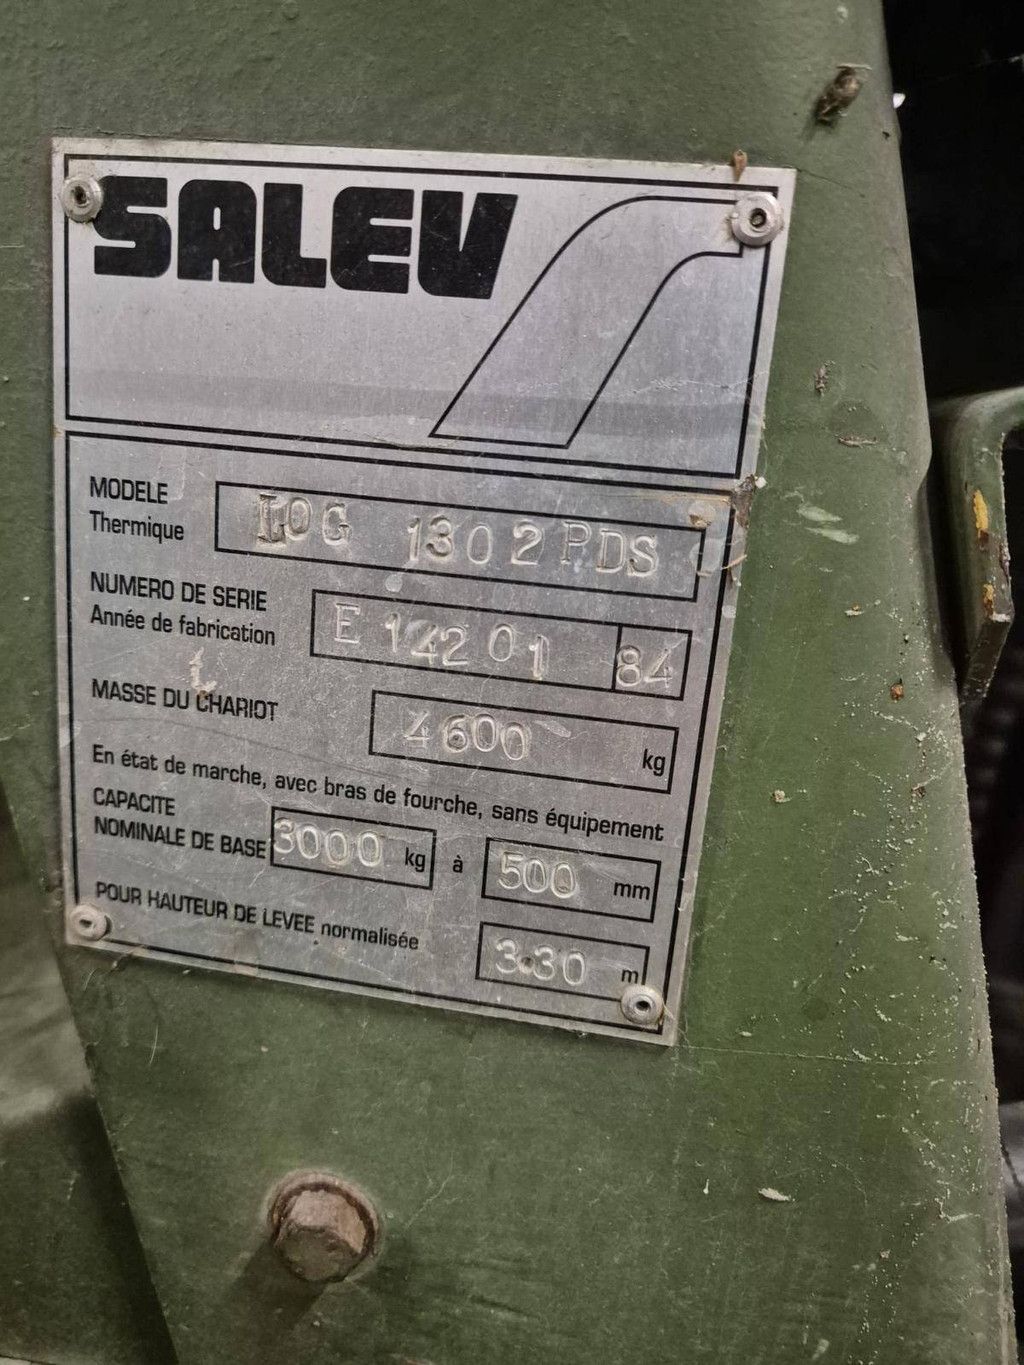 SALEV
MODELE
Thermique
LOG 1302 PDS
NUMERO DE SERIE
Année de fabrication
E 14201 84
MASSE DU CHARIOT
4600 kg
En état de marche, avec bras de fourche, sans équipement
CAPACITE
NOMINALE DE BASE 3000 kg à 500 mm
POUR HAUTEUR DE LEVEE normalisée 3.30 m